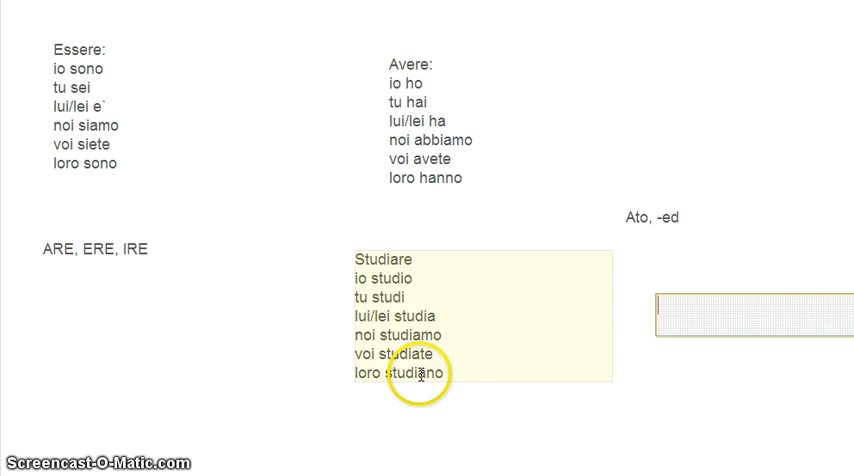 Essere:
io sono
tu sei
lui/lei e`
noi siamo
voi siete
loro sono
Avere:
io ho
tu hai
lui/lei ha
noi abbiamo
voi avete
loro hanno
Ato, -ed
ARE, ERE, IRE
Studiare
io studio
tu studi
lui/lei studia
noi studiamo
voi studiate
loro studiano
Screencast-O-Matic.com